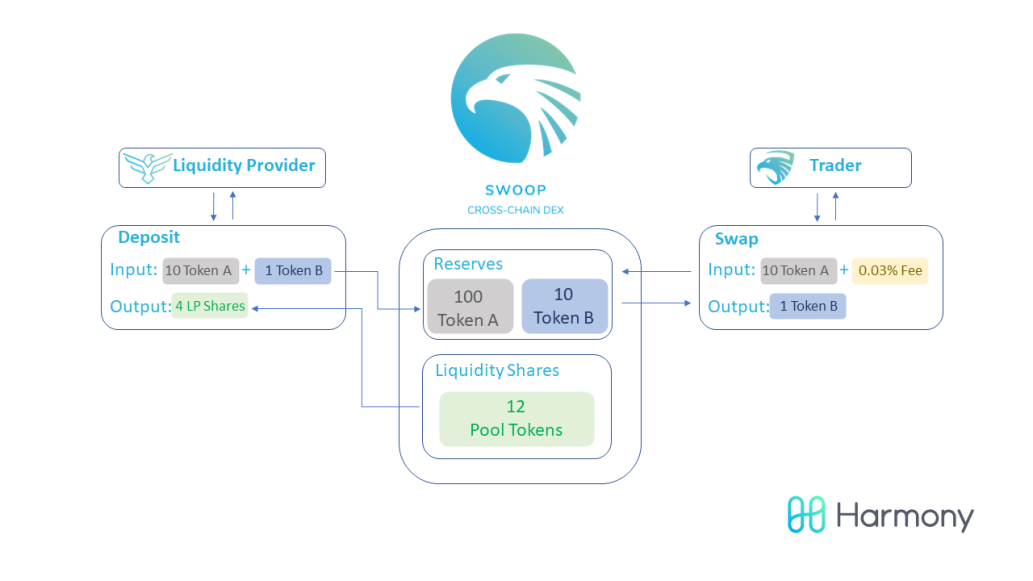 SWOOP
CROSS-CHAIN DEX
Liquidity Provider
Trader
Deposit
Input: 10 Token A + 1 Token B
Output: 4 LP Shares
Reserves
100
Token A
10
Token B
Liquidity Shares
12
Pool Tokens
Swap
Input: 10 Token A + 0.03% Fee
Output: 1 Token B
Harmony